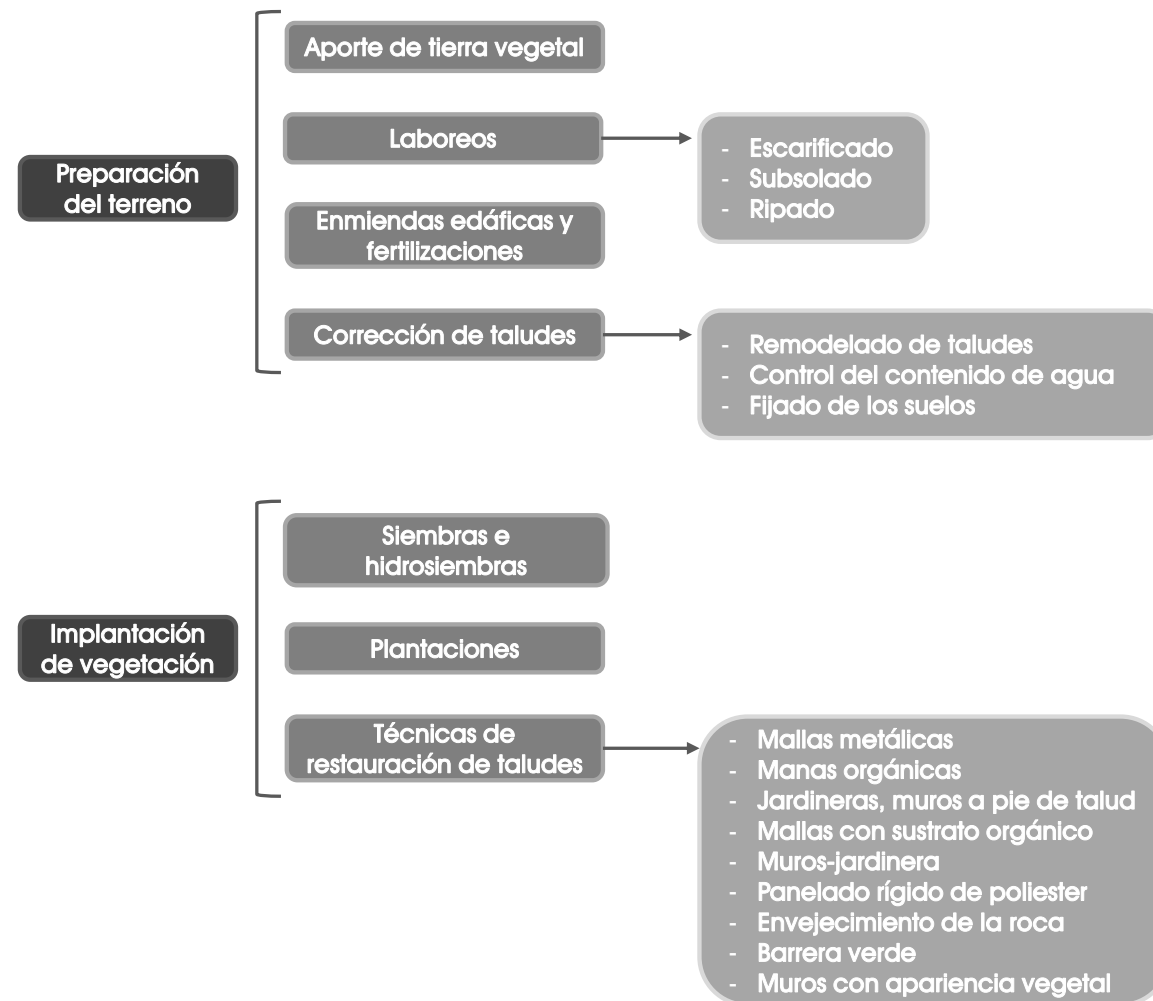 Preparación
del terreno
Aporte de tierra vegetal
Laboreos
- Escarificado
- Subsolado
- Ripado
Enmiendas edáficas y
fertilizaciones
Corrección de taludes
- Remodelado de taludes
- Control del contenido de agua
- Fijado de los suelos
Implantación
de vegetación
Siembras e
hidrosiembras
Plantaciones
Técnicas de
restauración de taludes
- Mallas metálicas
- Manas orgánicas
- Jardineras, muros a pie de talud
- Mallas con sustrato orgánico
- Muros-jardinera
- Panelado rígido de poliester
- Envejecimiento de la roca
- Barrera verde
- Muros con apariencia vegetal